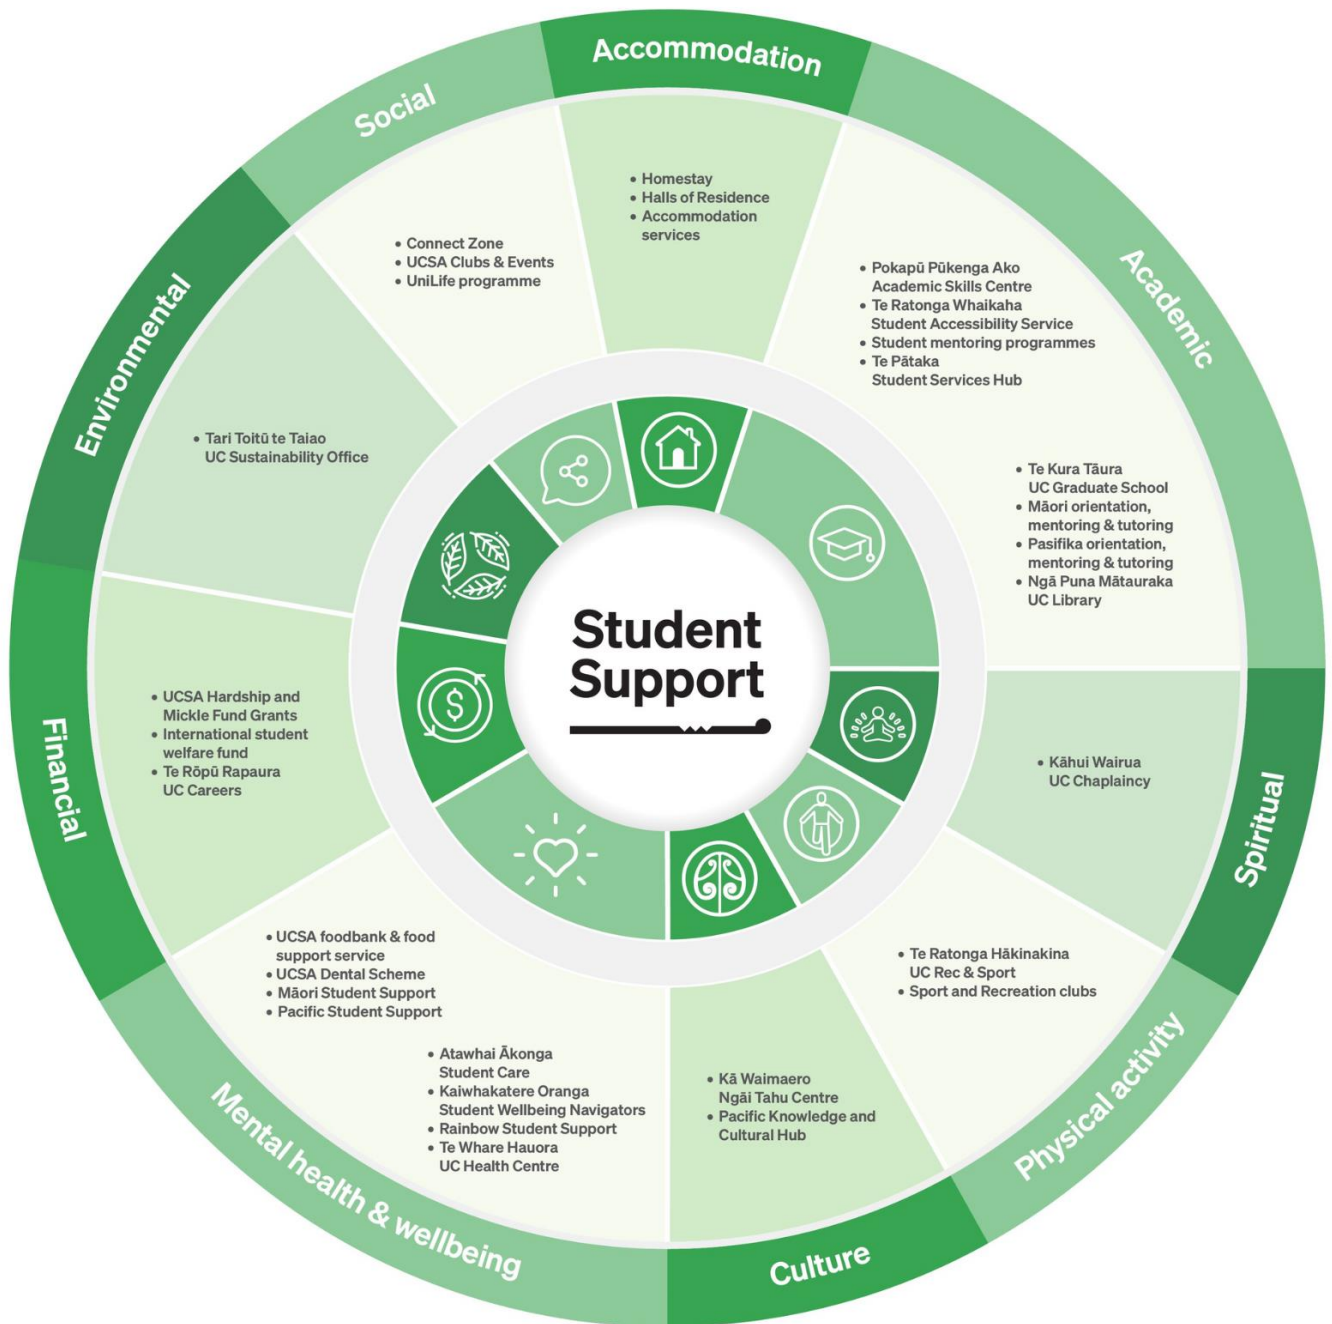 Accommodation
• Homestay
• Halls of Residence
• Accommodation
services
Academic
• Pokapū Pūkenga Ako
Academic Skills Centre
• Te Ratonga Whaikaha
Student Accessibility Service
• Student mentoring programmes
• Te Pātaka
Student Services Hub
• Te Kura Tāura
UC Graduate School
• Māori orientation,
mentoring & tutoring
• Pasifika orientation,
mentoring & tutoring
• Ngā Puna Mātauraka
UC Library
Spiritual
• Kāhui Wairua
UC Chaplaincy
Physical activity
• Te Ratonga Hākinakina
UC Rec & Sport
• Sport and Recreation clubs
Culture
• Kā Waimaero
Ngāi Tahu Centre
• Pacific Knowledge and
Cultural Hub
Mental health & wellbeing
• UCSA foodbank & food
support service
• UCSA Dental Scheme
• Māori Student Support
• Pacific Student Support
• Atawhai Ākonga
Student Care
• Kaiwhakatere Oranga
Student Wellbeing Navigators
• Rainbow Student Support
• Te Whare Hauora
UC Health Centre
Financial
• UCSA Hardship and
Mickle Fund Grants
• International student
welfare fund
• Te Rōpū Rapaura
UC Careers
Environmental
• Tari Toitū te Taiao
UC Sustainability Office
Social
• Connect Zone
• UCSA Clubs & Events
• UniLife programme
$
Student
Support